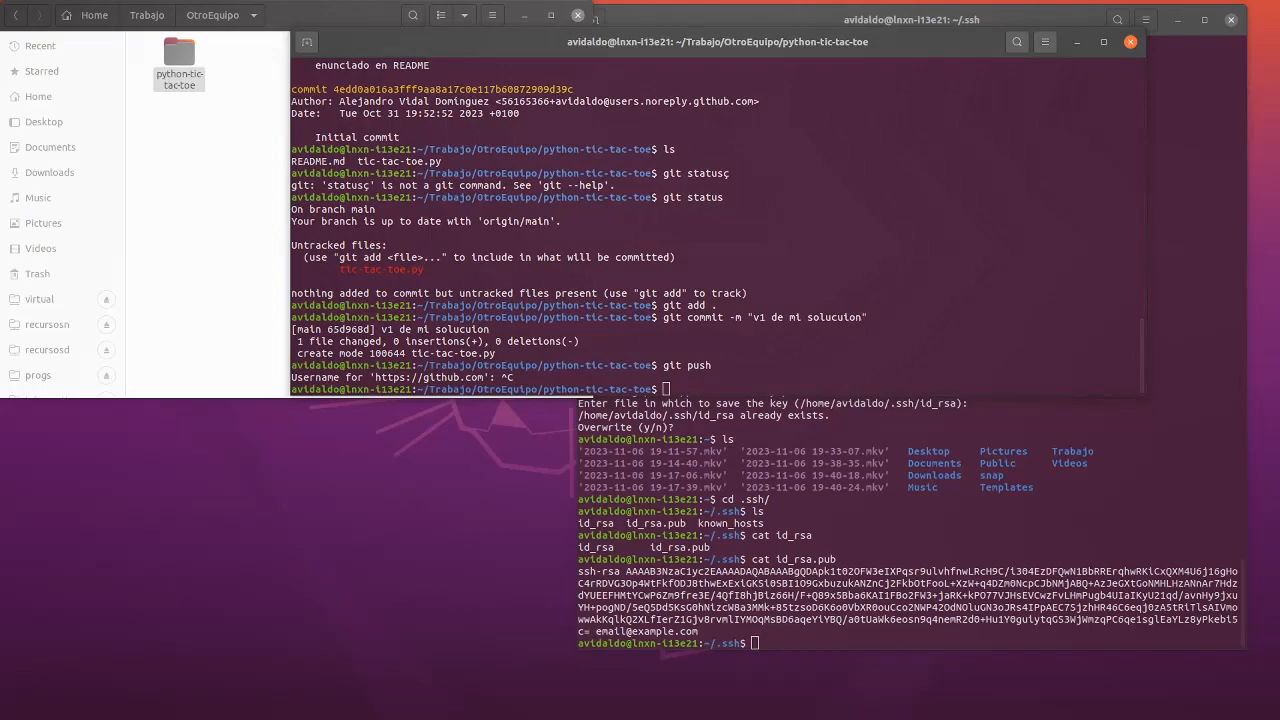 Home Trabajo OtroEquipo
avidaldo@lnxn-i13e21: ~/.ssh
avidaldo@lnxn-i13e21: ~/Trabajo/OtroEquipo/python-tic-tac-toe
Recent
Starred
Home
Desktop
Documents
Downloads
Music
Pictures
Videos
Trash
virtual
recursosn
recursosd
progs
python-tic-
tac-toe
enunciado en README
commit 4edd0a016a3fff9aa8a17c0e117b60872909d39c
Author: Alejandro Vidal Domínguez <56165366+avidaldo@users.noreply.github.com>
Date: Tue Oct 31 19:52:52 2023 +0100
Initial commit
avidaldo@lnxn-i13e21:~/Trabajo/OtroEquipo/python-tic-tac-toe$ ls
README.md tic-tac-toe.py
avidaldo@lnxn-i13e21:~/Trabajo/OtroEquipo/python-tic-tac-toe$ git statusç
git: 'statusç' is not a git command. See 'git --help'.
avidaldo@lnxn-i13e21:~/Trabajo/OtroEquipo/python-tic-tac-toe$ git status
On branch main
Your branch is up to date with 'origin/main'.
Untracked files:
(use "git add <file>..." to include in what will be committed)
tic-tac-toe.py
nothing added to commit but untracked files present (use "git add" to track)
avidaldo@lnxn-i13e21:~/Trabajo/OtroEquipo/python-tic-tac-toe$ git add .
avidaldo@lnxn-i13e21:~/Trabajo/OtroEquipo/python-tic-tac-toe$ git commit -m "v1 de mi solucuion"
[main 65d968d] v1 de mi solucuion
1 file changed, 0 insertions(+), 0 deletions(-)
create mode 100644 tic-tac-toe.py
avidaldo@lnxn-i13e21:~/Trabajo/OtroEquipo/python-tic-tac-toe$ git push
Username for 'https://github.com': ^C
avidaldo@lnxn-i13e21:~/Trabajo/OtroEquipo/python-tic-tac-toe$
Enter file in which to save the key (/home/avidaldo/.ssh/id_rsa):
/home/avidaldo/.ssh/id_rsa already exists.
Overwrite (y/n)?
avidaldo@lnxn-i13e21:~$ ls
'2023-11-06 19-11-57.mkv' '2023-11-06 19-33-07.mkv' Desktop Pictures Trabajo
'2023-11-06 19-14-40.mkv' '2023-11-06 19-38-35.mkv' Documents Public Videos
'2023-11-06 19-17-06.mkv' '2023-11-06 19-40-18.mkv' Downloads snap
'2023-11-06 19-17-39.mkv' '2023-11-06 19-40-24.mkv' Music Templates
avidaldo@lnxn-i13e21:~$ cd .ssh/
avidaldo@lnxn-i13e21:~/.ssh$ ls
id_rsa id_rsa.pub known_hosts
avidaldo@lnxn-i13e21:~/.ssh$ cat id_rsa
id_rsa id_rsa.pub
avidaldo@lnxn-i13e21:~/.ssh$ cat id_rsa.pub
ssh-rsa
c= email@example.com
avidaldo@lnxn-i13e21:~/.ssh$